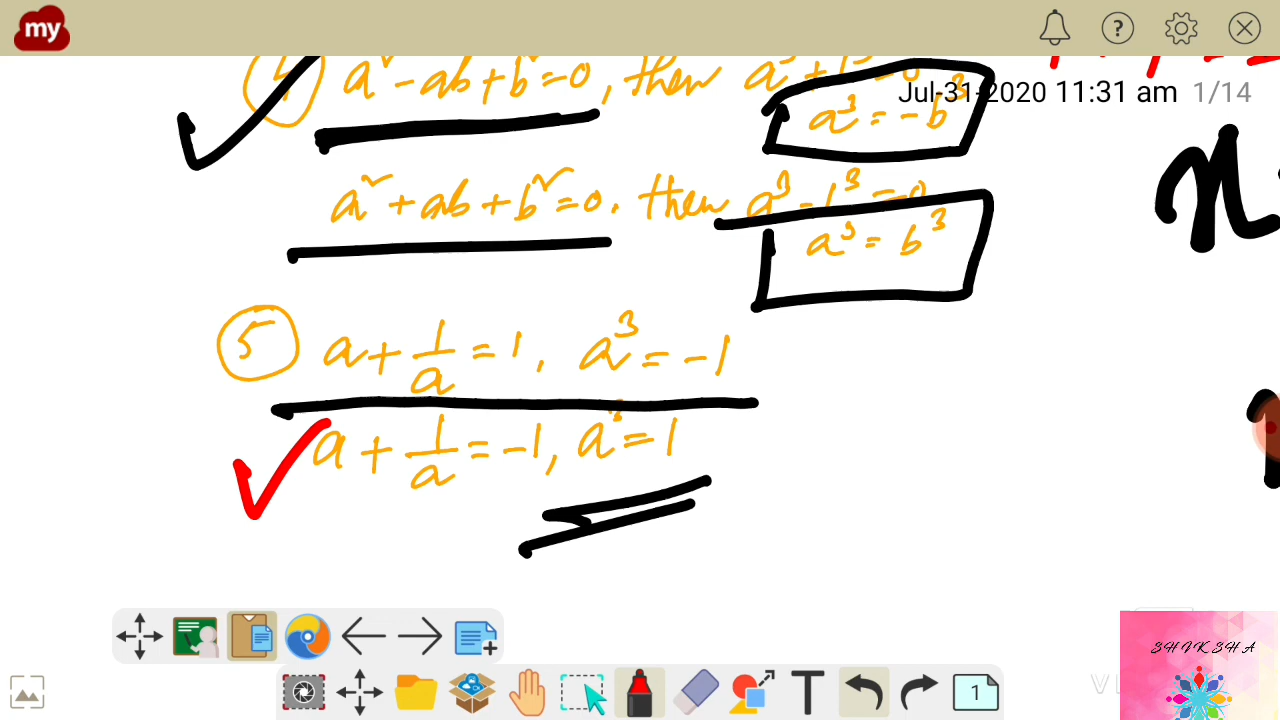 my
④ a² - ab + b² = 0, then a³ + b³ = 0
Jul-31-2020 11:31 am 1/14
a³ = -b³
a² + ab + b² = 0. then a³ - b³ = 0
a³ = b³
⑤ a + 1/a = 1, a³ = -1
a + 1/a = -1, a³ = 1
x
1
SHIKSHA